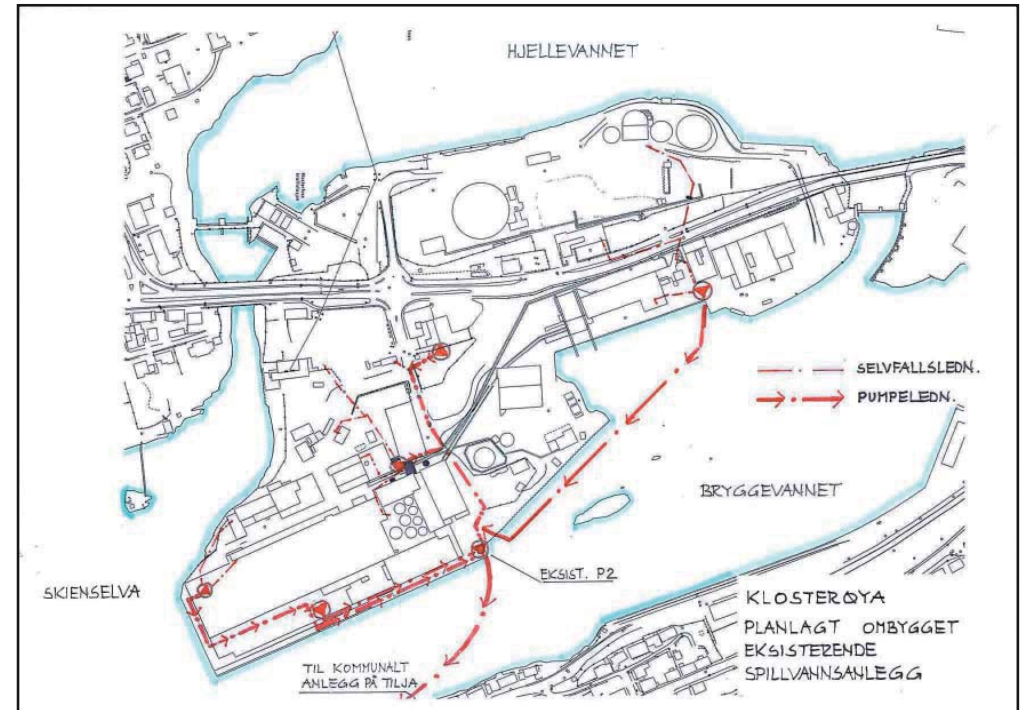 HJELLEVANNET
SELVFALLSLEDN.
PUMPELEDN.
BRYGGEVANNET
EKSIST. P2
SKIENSELVA
KLOSTERØYA
PLANLAGT OMBYGGET
EKSISTERENDE
SPILLVANNSANLEGG
TIL KOMMUNALT
ANLEGG PÅ TILJA